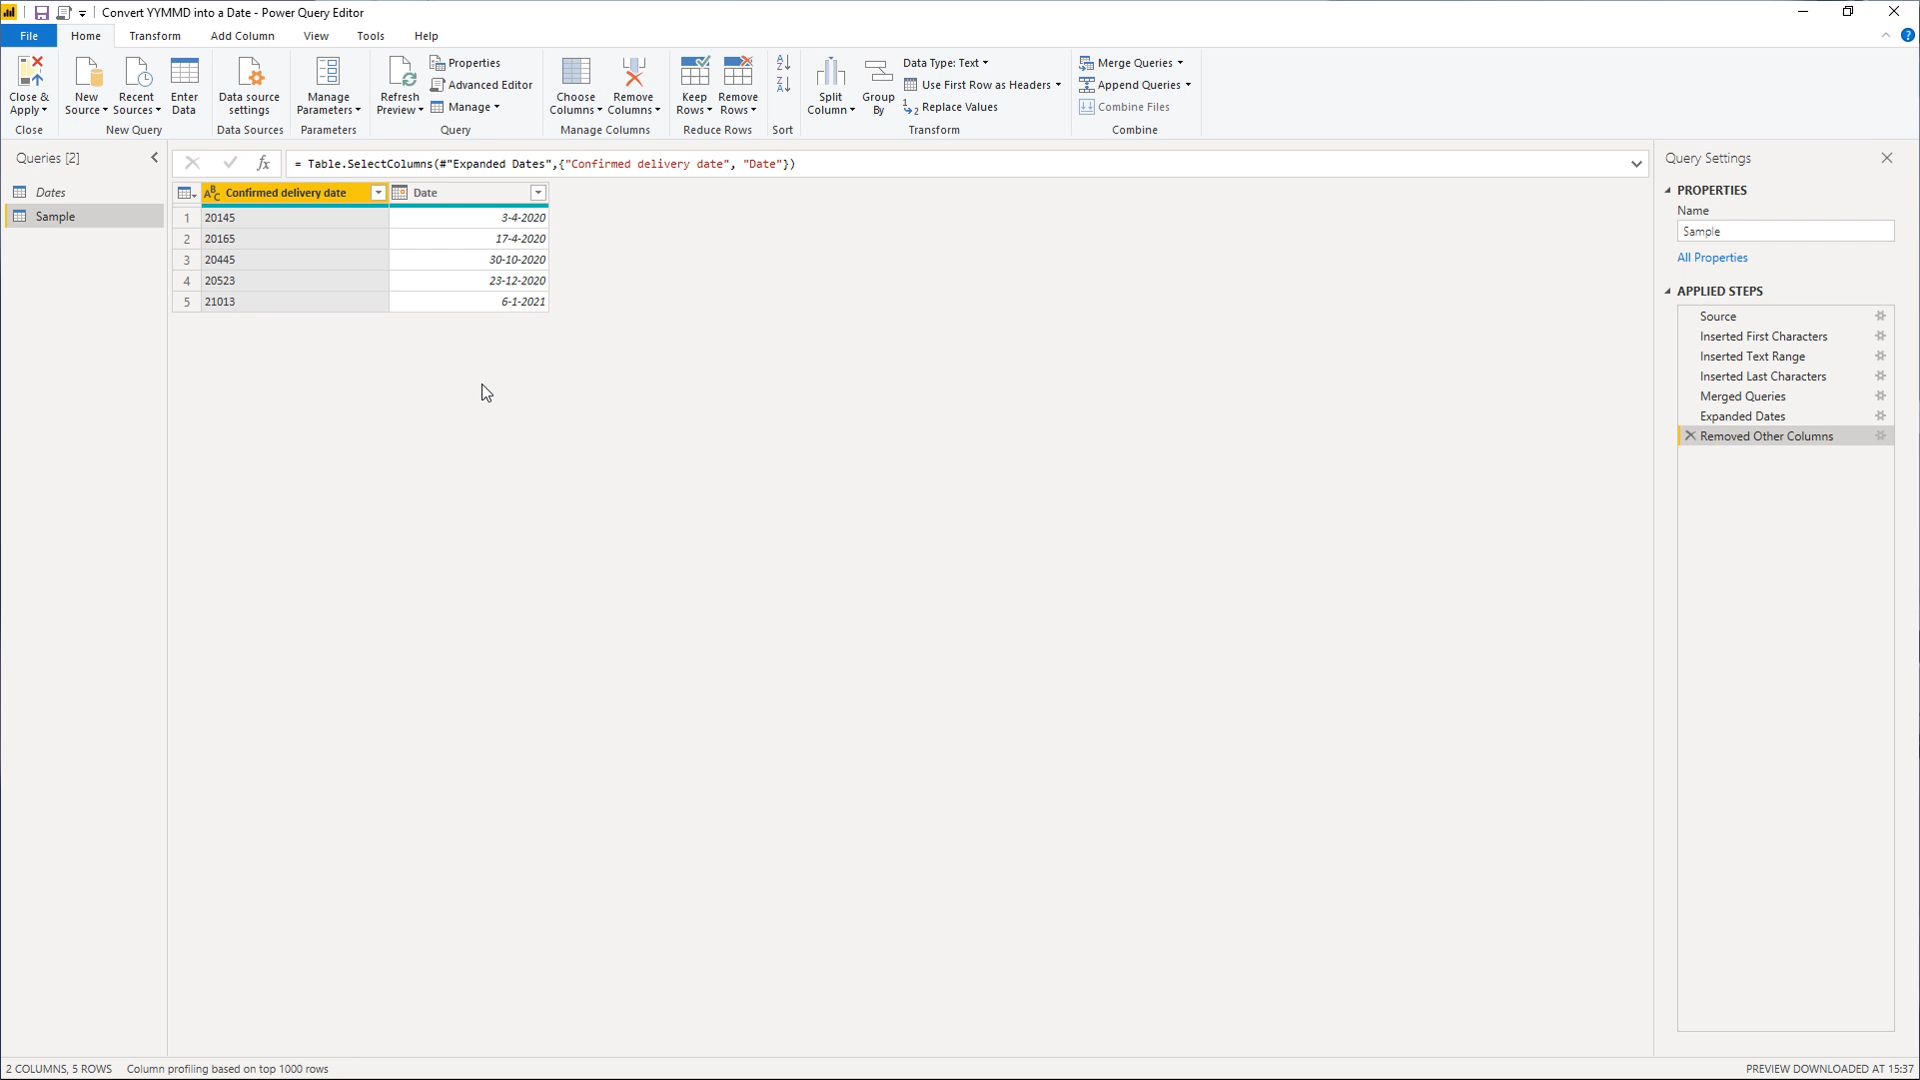 Convert YYMMD into a Date - Power Query Editor
File Home Transform Add Column View Tools Help
Close & Apply
Close
New Source
Recent Sources
Enter Data
New Query
Data source settings
Data Sources
Manage Parameters
Parameters
Refresh Preview
Properties
Advanced Editor
Manage
Query
Choose Columns
Remove Columns
Manage Columns
Keep Rows
Remove Rows
Reduce Rows
Sort
Split Column
Group By
Data Type: Text
Use First Row as Headers
Replace Values
Transform
Merge Queries
Append Queries
Combine Files
Combine
Queries [2]
Dates
Sample
= Table.SelectColumns(#"Expanded Dates",{"Confirmed delivery date", "Date"})
Confirmed delivery date Date
1 20145 3-4-2020
2 20165 17-4-2020
3 20445 30-10-2020
4 20523 23-12-2020
5 21013 6-1-2021
Query Settings
PROPERTIES
Name
Sample
All Properties
APPLIED STEPS
Source
Inserted First Characters
Inserted Text Range
Inserted Last Characters
Merged Queries
Expanded Dates
Removed Other Columns
2 COLUMNS, 5 ROWS Column profiling based on top 1000 rows
PREVIEW DOWNLOADED AT 15:37